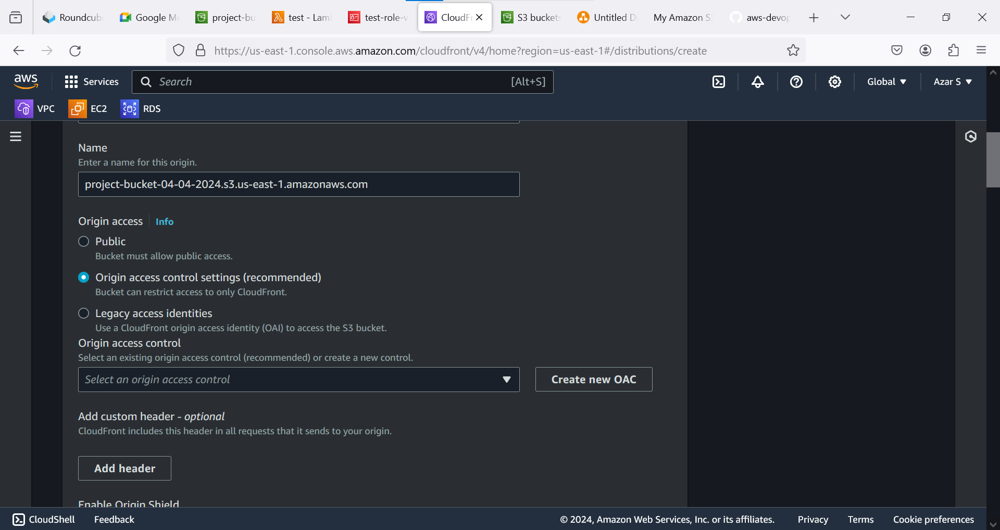 Roundcub
Google M
project-bu
test - Lam
test-role-v
CloudFr
S3 buckets
Untitled D
My Amazon S3
aws-devop
https://us-east-1.console.aws.amazon.com/cloudfront/v4/home?region=us-east-1#/distributions/create
aws
Services
Search
[Alt+S]
Global
Azar S
VPC
EC2
RDS
Name
Enter a name for this origin.
project-bucket-04-04-2024.s3.us-east-1.amazonaws.com
Origin access
Info
Public
Bucket must allow public access.
Origin access control settings (recommended)
Bucket can restrict access to only CloudFront.
Legacy access identities
Use a CloudFront origin access identity (OAI) to access the S3 bucket.
Origin access control
Select an existing origin access control (recommended) or create a new control.
Select an origin access control
Create new OAC
Add custom header - optional
CloudFront includes this header in all requests that it sends to your origin.
Add header
Enable Origin Shield
CloudShell
Feedback
© 2024, Amazon Web Services, Inc. or its affiliates.
Privacy
Terms
Cookie preferences